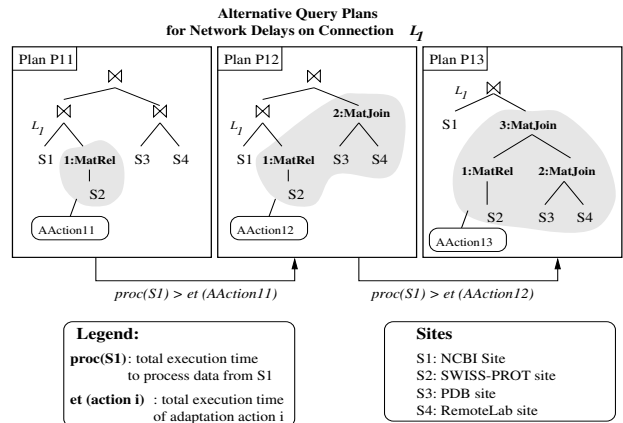 Alternative Query Plans
for Network Delays on Connection L1
Plan P11
L1
S1
1:MatRel
S3
S4
S2
AAction11
Plan P12
2:MatJoin
L1
S1
1:MatRel
S3
S4
S2
AAction12
Plan P13
L1
S1
3:MatJoin
1:MatRel
2:MatJoin
S2
S3
S4
AAction13
proc(S1) > et (AAction11)
proc(S1) > et (AAction12)
Legend:
proc(S1) : total execution time
to process data from S1
et (action i) : total execution time
of adaptation action i
Sites
S1: NCBI Site
S2: SWISS-PROT site
S3: PDB site
S4: RemoteLab site